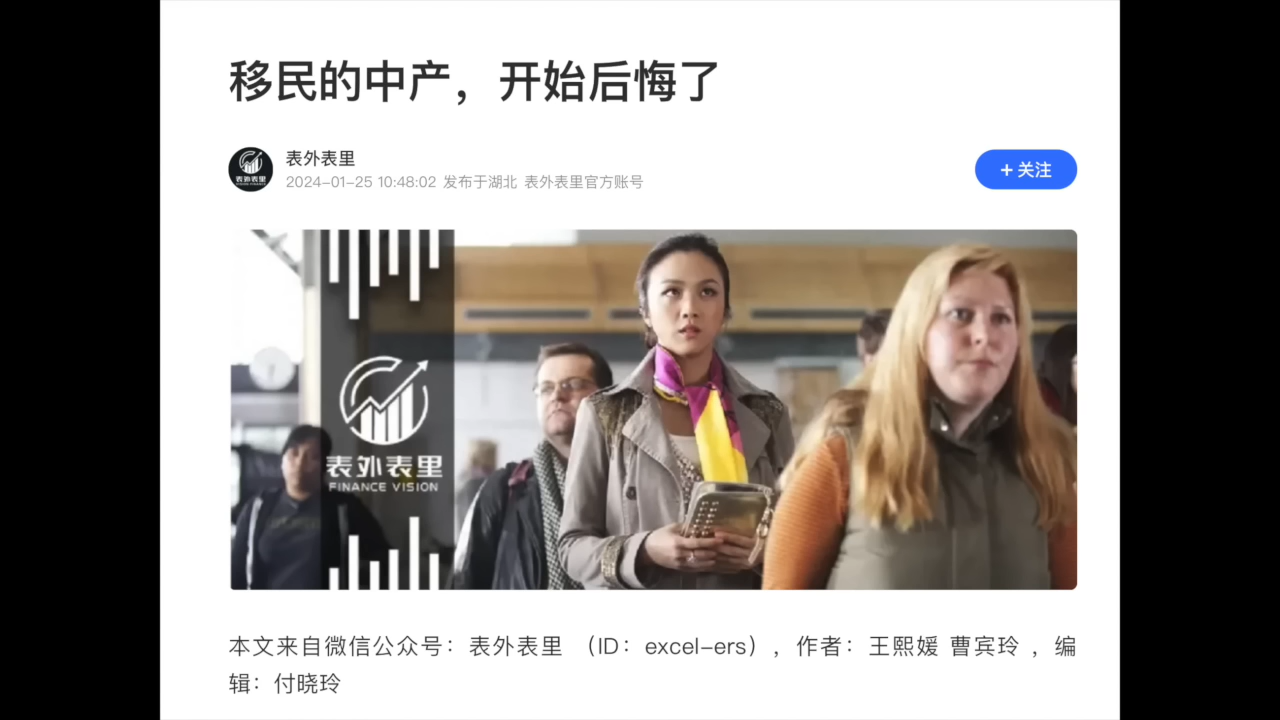 移民的中产，开始后悔了
表外表里
2024-01-25 10:48:02 发布于湖北 表外表里官方账号
+ 关注
表外表里
FINANCE VISION
本文来自微信公众号：表外表里 （ID：excel-ers），作者：王熙媛 曹宾玲 ，编
辑：付晓玲